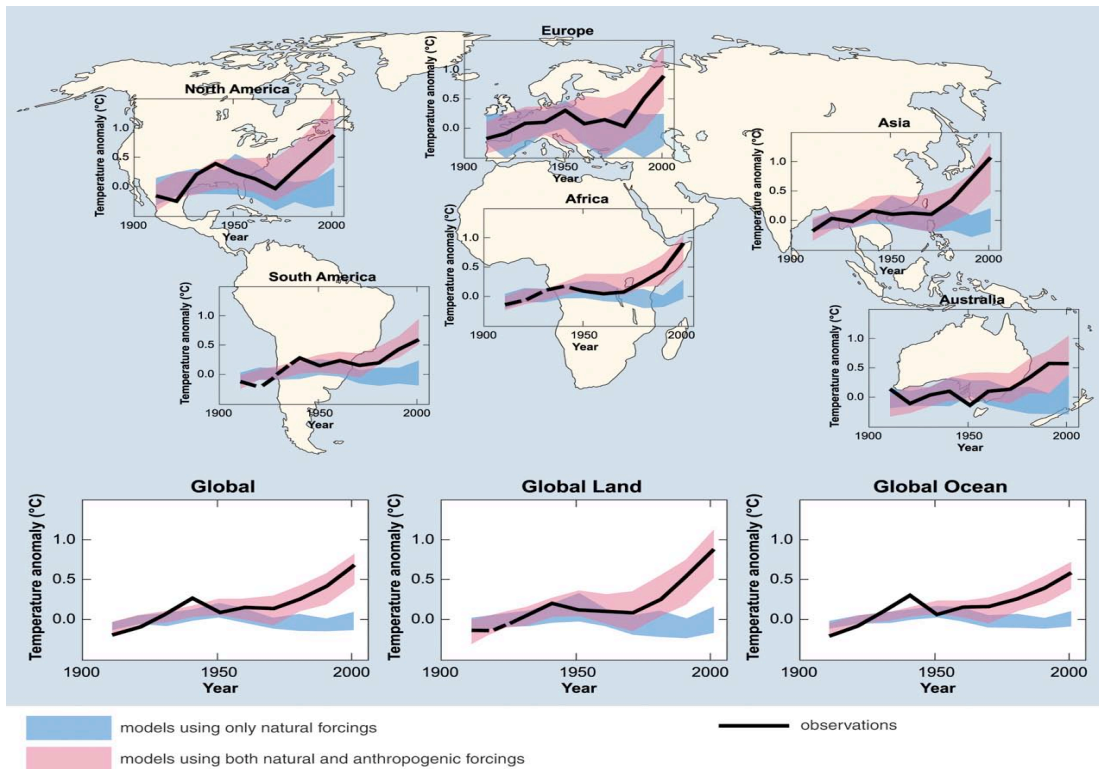 Europe
Temperature anomaly (°C)
1.0
0.5
0.0
1900
1950
2000
Year
North America
Temperature anomaly (°C)
1.0
0.5
0.0
1900
1950
2000
Year
Asia
Temperature anomaly (°C)
1.0
0.5
0.0
1900
1950
2000
Year
Africa
Temperature anomaly (°C)
1.0
0.5
0.0
1900
1950
2000
Year
South America
Temperature anomaly (°C)
1.0
0.5
0.0
1900
1950
2000
Year
Australia
Temperature anomaly (°C)
1.0
0.5
0.0
1900
1950
2000
Year
Global
Temperature anomaly (°C)
1.0
0.5
0.0
1900
1950
2000
Year
Global Land
Temperature anomaly (°C)
1.0
0.5
0.0
1900
1950
2000
Year
Global Ocean
Temperature anomaly (°C)
1.0
0.5
0.0
1900
1950
2000
Year
models using only natural forcings
observations
models using both natural and anthropogenic forcings